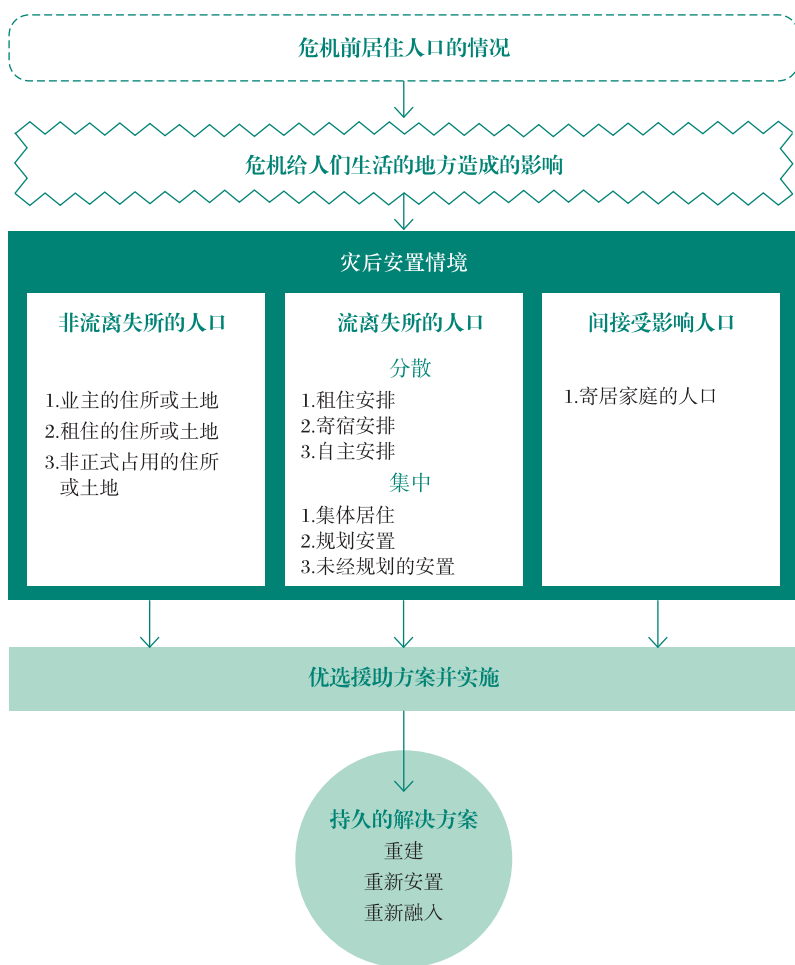 危机前居住人口的情况
危机给人们生活的地方造成的影响
灾后安置情境
非流离失所的人口
1.业主的住所或土地
2.租住的住所或土地
3.非正式占用的住所
或土地
流离失所的人口
分散
1.租住安排
2.寄宿安排
3.自主安排
集中
1.集体居住
2.规划安置
3.未经规划的安置
间接受影响人口
1.寄居家庭的人口
优选援助方案并实施
持久的解决方案
重建
重新安置
重新融入